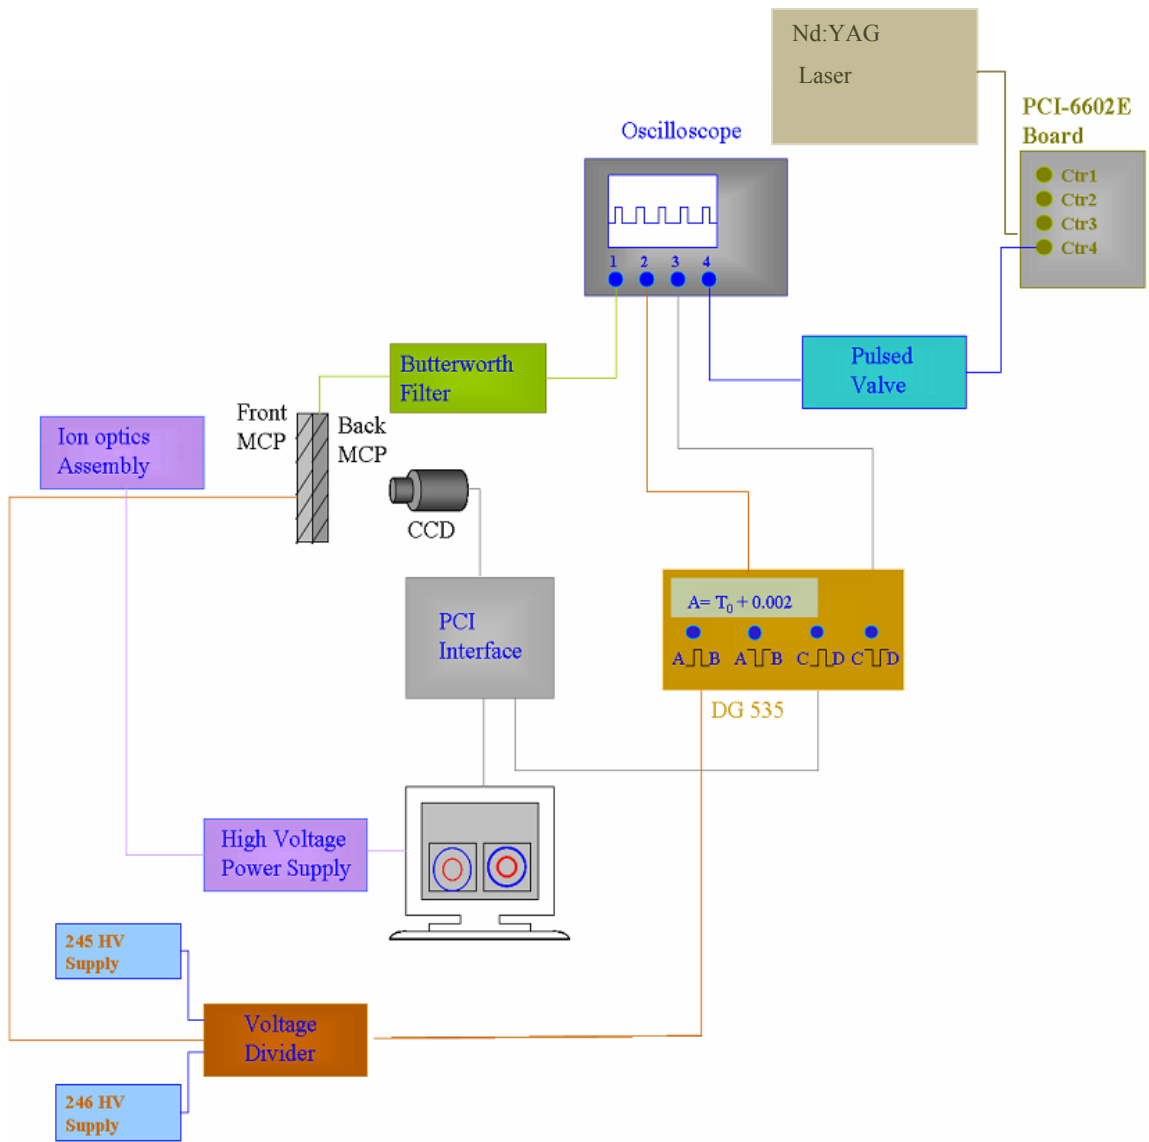 Nd:YAG
Laser
PCI-6602E
Board
Ctr1
Ctr2
Ctr3
Ctr4
Oscilloscope
1 2 3 4
Butterworth
Filter
Pulsed
Valve
Front
MCP
Back
MCP
Ion optics
Assembly
CCD
PCI
Interface
A= T₀ + 0.002
A B A B C D C D
DG 535
High Voltage
Power Supply
245 HV
Supply
Voltage
Divider
246 HV
Supply